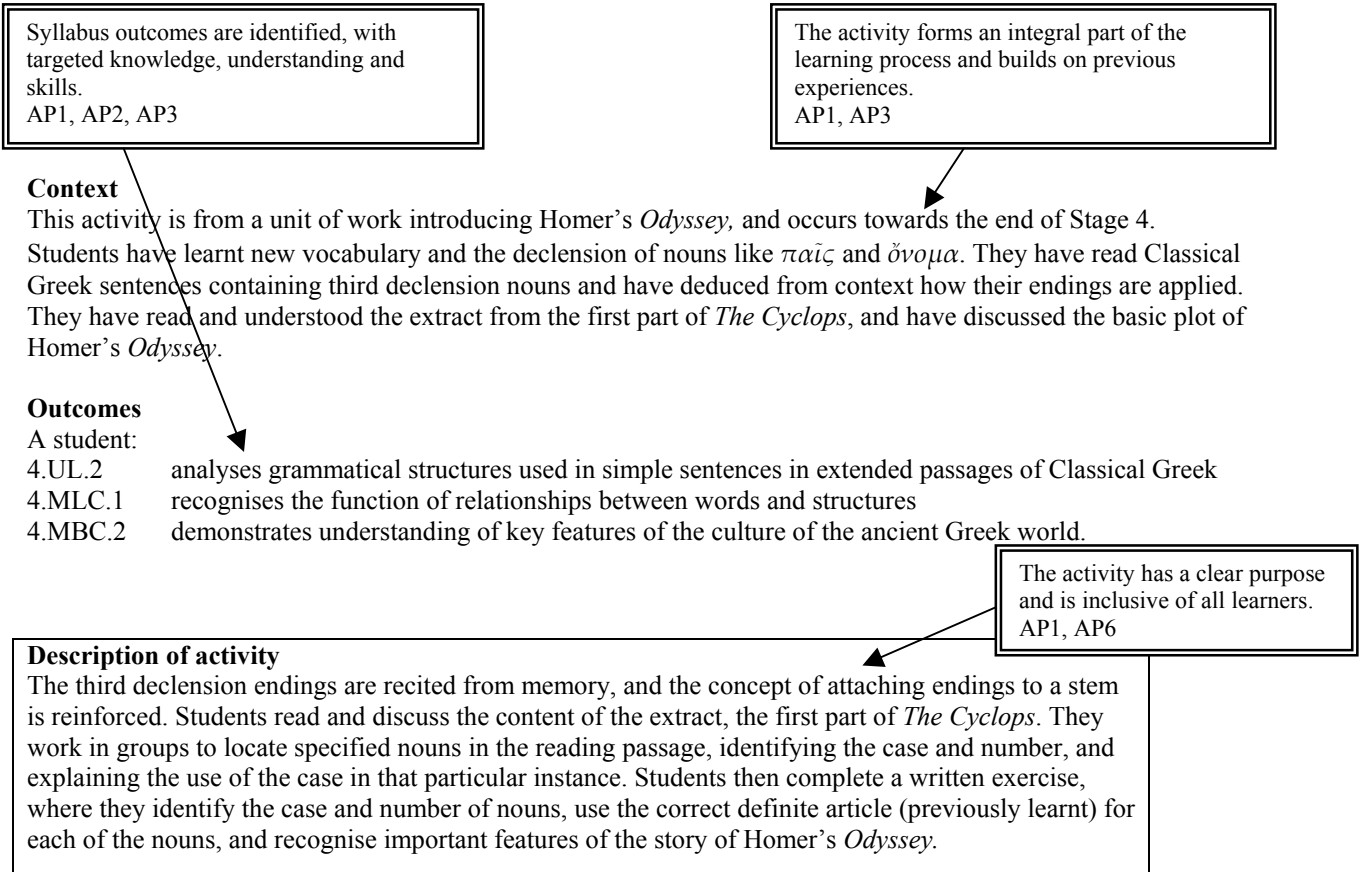 Syllabus outcomes are identified, with
targeted knowledge, understanding and
skills.
AP1, AP2, AP3
The activity forms an integral part of the
learning process and builds on previous
experiences.
AP1, AP3
Context
This activity is from a unit of work introducing Homer's Odyssey, and occurs towards the end of Stage 4.
Students have learnt new vocabulary and the declension of nouns like παῖς and ὄνομα. They have read Classical
Greek sentences containing third declension nouns and have deduced from context how their endings are applied.
They have read and understood the extract from the first part of The Cyclops, and have discussed the basic plot of
Homer's Odyssey.
Outcomes
A student:
4.UL.2 analyses grammatical structures used in simple sentences in extended passages of Classical Greek
4.MLC.1 recognises the function of relationships between words and structures
4.MBC.2 demonstrates understanding of key features of the culture of the ancient Greek world.
The activity has a clear purpose
and is inclusive of all learners.
AP1, AP6
Description of activity
The third declension endings are recited from memory, and the concept of attaching endings to a stem
is reinforced. Students read and discuss the content of the extract, the first part of The Cyclops. They
work in groups to locate specified nouns in the reading passage, identifying the case and number, and
explaining the use of the case in that particular instance. Students then complete a written exercise,
where they identify the case and number of nouns, use the correct definite article (previously learnt) for
each of the nouns, and recognise important features of the story of Homer's Odyssey.